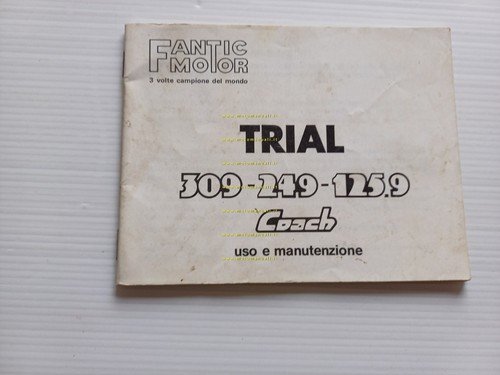 FANTIC
MOTOR
3 volte campione del mondo
TRIAL
309-249-125.9
Coach
uso e manutenzione